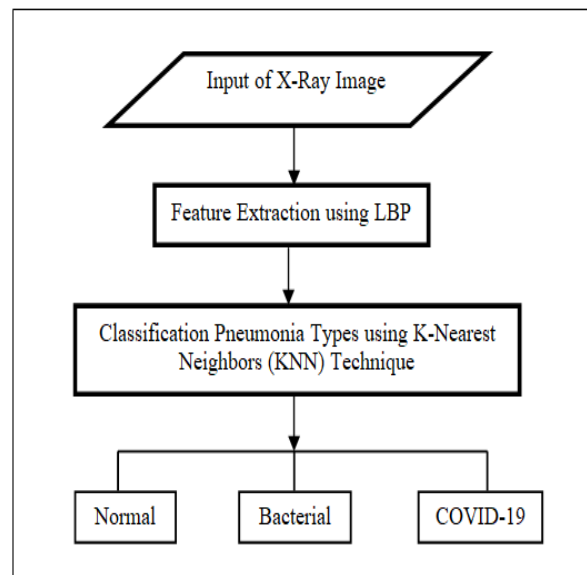 Input of X-Ray Image
Feature Extraction using LBP
Classification Pneumonia Types using K-Nearest
Neighbors (KNN) Technique
Normal
Bacterial
COVID-19